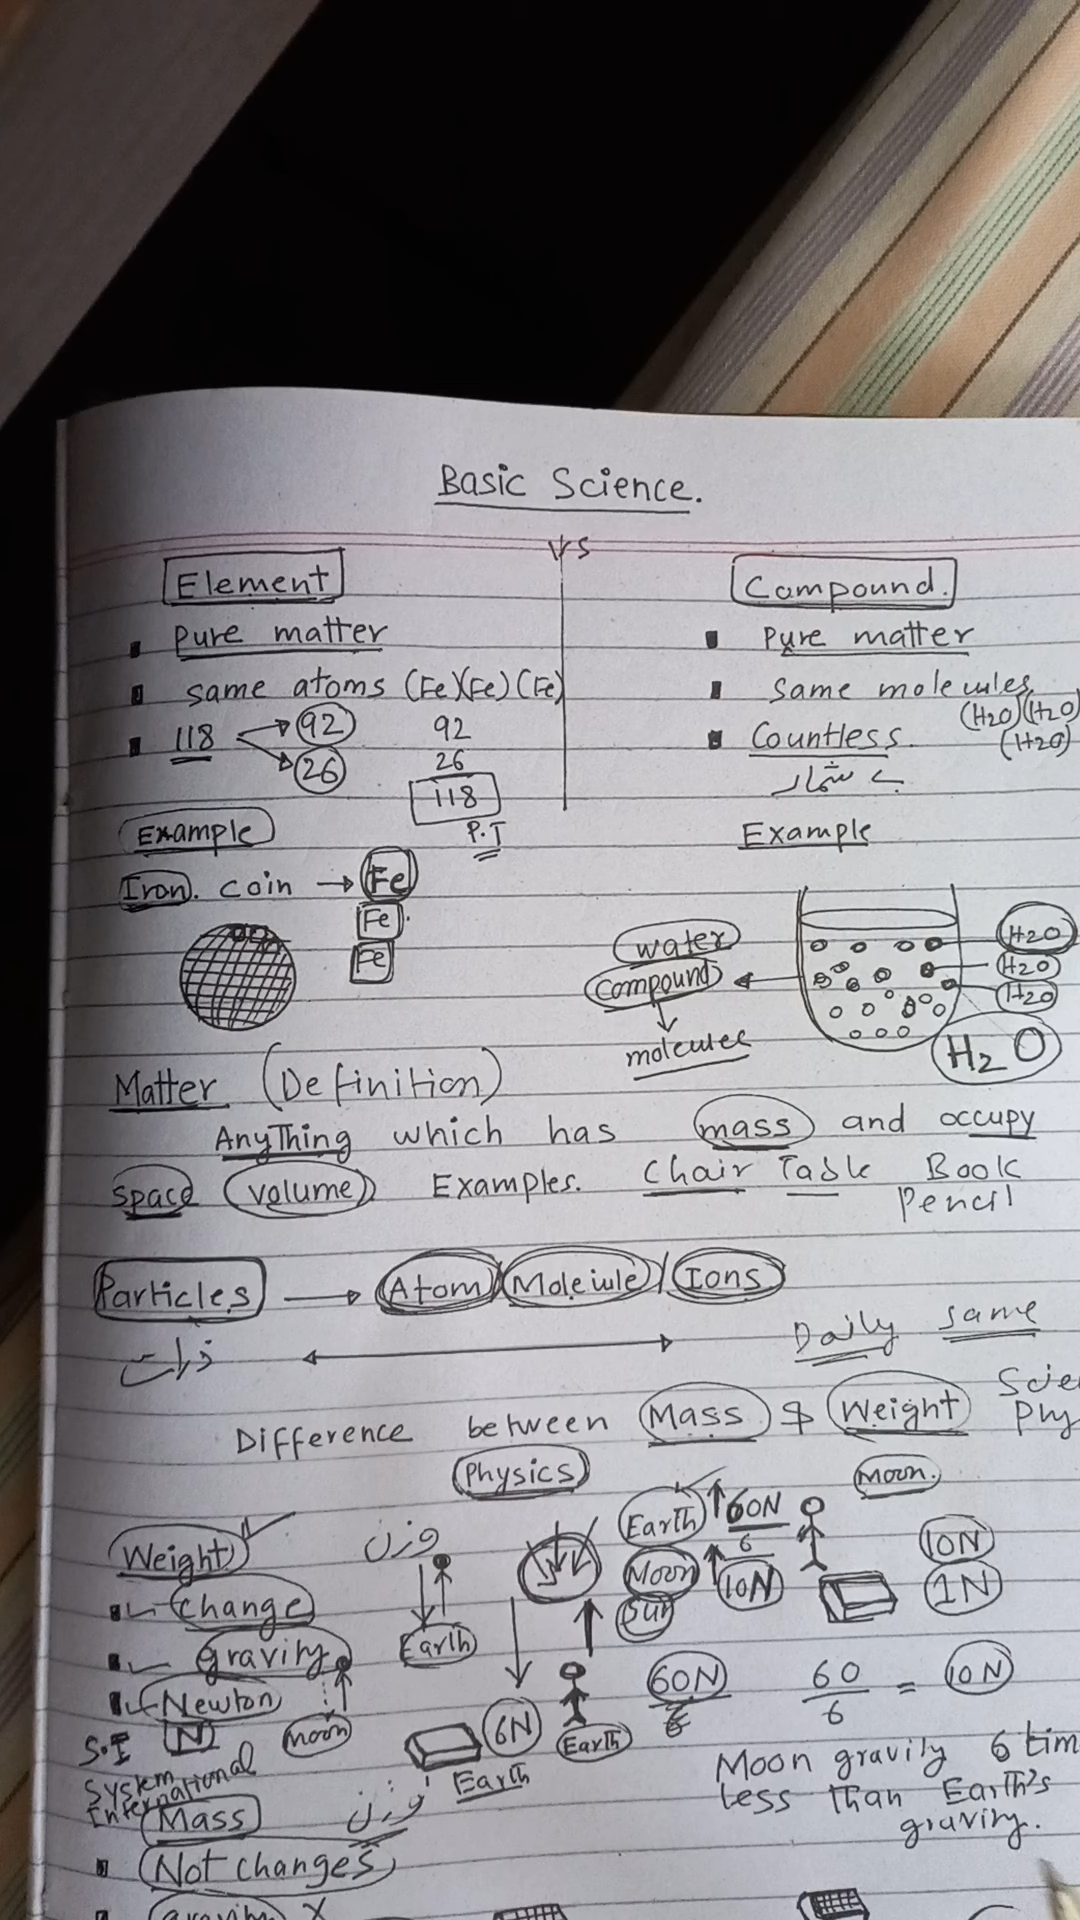 Basic Science.
VS
Element
Pure matter
same atoms (Fe)(Fe)(Fe)
118 92 92
26 26
118
P.T
Example
Iron. coin → Fe
Fe
Fe
Compound.
Pure matter
same molecules
(H2O)(H2O)
Countless. (H2O)
بے شمار
Example
water
Compound
molecules
H2O
H2O
H2O
H2O
Matter (Definition)
AnyThing which has mass and occupy
space (volume) Examples. Chair Table Book
Pencil
Particles → Atom/Molecule/Ions
ذرات
Daily same
Difference between Mass & Weight
Physics
Moon.
Weight وزن
Earth 60N
6
Moon 10N
Sun
10N
1N
Change
gravity Earth
Newton
S.I N Moon
System
International
6N
Earth
Earth
60N
6
60/6 = 10N
Moon gravity 6
less than Earth's
gravity.
Mass وزن
Not changes
gravity X